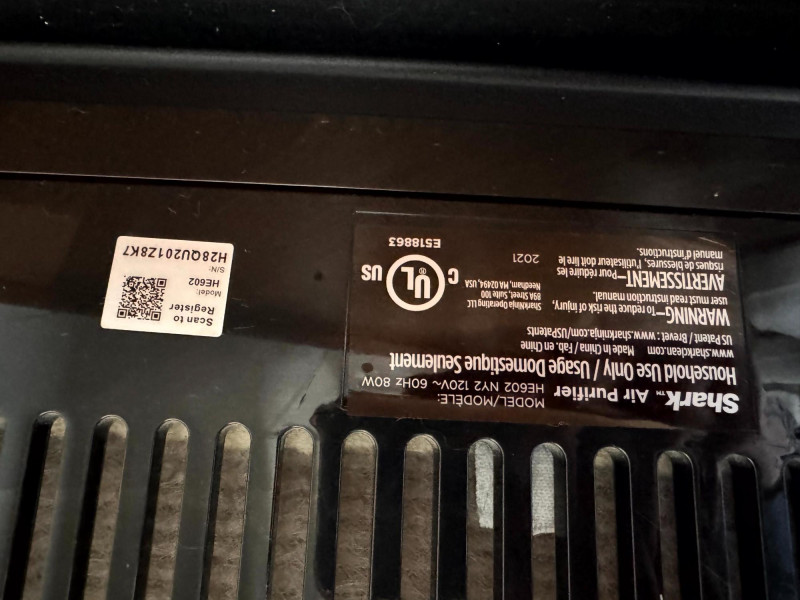 Shark™ Air Purifier
MODEL/MODÈLE:
HE602 NY2 120V~ 60Hz 80W
Household Use Only / Usage Domestique Seulement
www.sharkclean.com Made in China / Fab. en Chine
US Patent / Brevet : www.sharkninja.com/USPatents
WARNING—To reduce the risk of injury,
user must read instruction manual.
AVERTISSEMENT—Pour réduire les
risques de blessures, l'utilisateur doit lire le
manuel d'instructions.
SharkNinja Operating LLC
89A Street, Suite 100
Needham, MA 02494, USA
2021
C UL® US
E518863
Scan to
Register
Model:
HE602
S/N:
H28QU201Z8K7